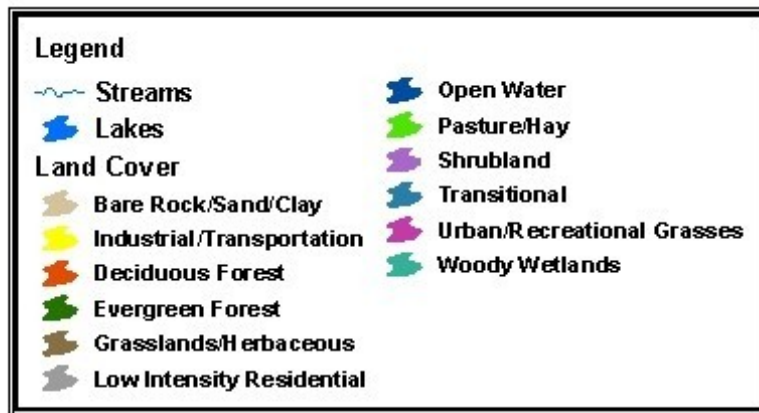 Legend
Streams
Lakes
Land Cover
Bare Rock/Sand/Clay
Industrial/Transportation
Deciduous Forest
Evergreen Forest
Grasslands/Herbaceous
Low Intensity Residential
Open Water
Pasture/Hay
Shrubland
Transitional
Urban/Recreational Grasses
Woody Wetlands